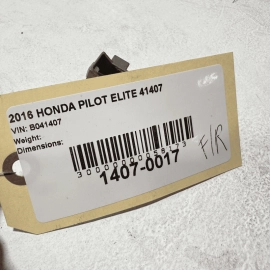 2016 HONDA PILOT ELITE 41407
VIN: B041407
Weight:
Dimensions:
1407-0017
F/R